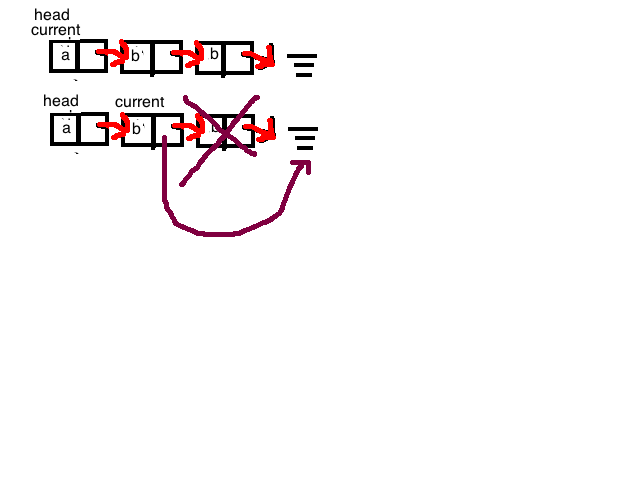 head
current
a b b
head current
a b b